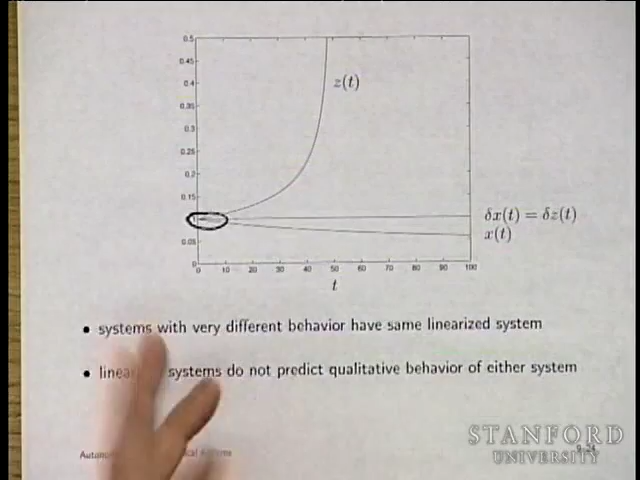 0.5
0.45
0.4
z(t)
0.35
0.3
0.25
0.2
0.15
δx(t) = δz(t)
x(t)
0.05
0
0 10 20 30 40 50 60 70 80 90 100
t
• systems with very different behavior have same linearized system
• systems do not predict qualitative behavior of either system
STANFORD
UNIVERSITY